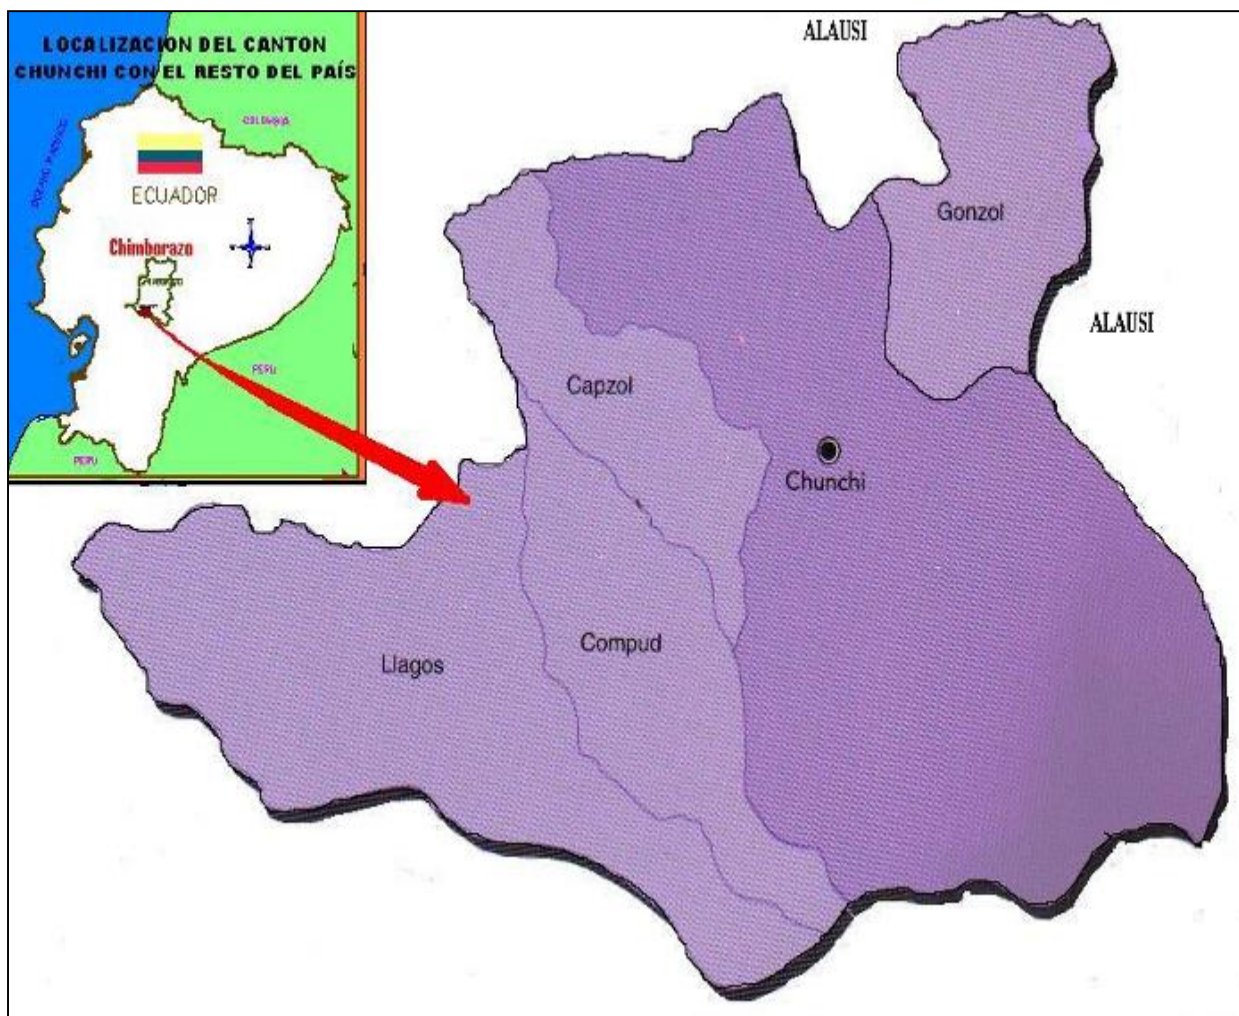 LOCALIZACION DEL CANTON
CHUNCHI CON EL RESTO DEL PAÍS
COLOMBIA
ECUADOR
Chimborazo
PERU
PERU
ALAUSI
Gonzol
ALAUSI
Capzol
Chunchi
Compud
Llagos